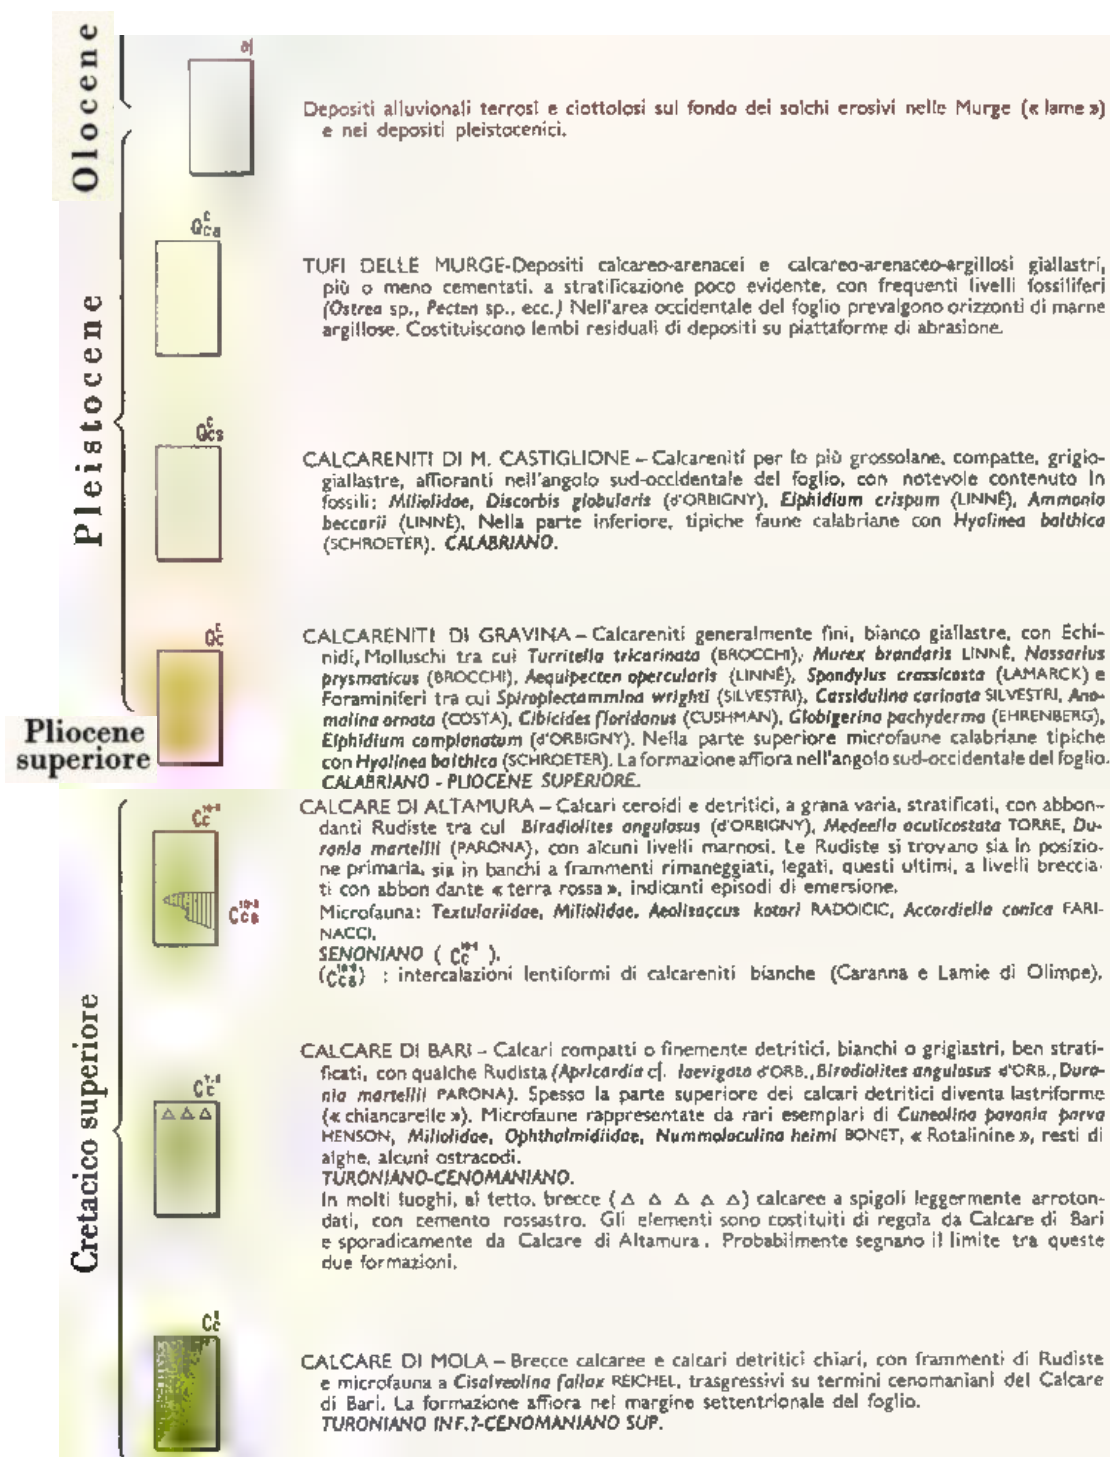 Olocene
Depositi alluvionali terrosi e ciottolosi sul fondo dei solchi erosivi nelle Murge (« lame »)
e nei depositi pleistocenici.
Pleistocene
TUFI DELLE MURGE-Depositi calcareo-arenacei e calcareo-arenaceo-argillosi giallastri,
più o meno cementati, a stratificazione poco evidente, con frequenti livelli fossiliferi
(Ostrea sp., Pecten sp., ecc.) Nell'area occidentale del foglio prevalgono orizzonti di marne
argillose. Costituiscono lembi residuali di depositi su piattaforme di abrasione.
CALCARENITI DI M. CASTIGLIONE – Calcareniti per lo più grossolane, compatte, grigio-
giallastre, affioranti nell'angolo sud-occidentale del foglio, con notevole contenuto in
fossili: Miliolidae, Discorbis globularis (d'ORBIGNY), Elphidium crispum (LINNÉ), Ammonia
beccarii (LINNÉ). Nella parte inferiore, tipiche faune calabriane con Hyalinea balthica
(SCHROETER). CALABRIANO.
CALCARENITI DI GRAVINA – Calcareniti generalmente fini, bianco giallastre, con Echi-
nidi, Molluschi tra cui Turritella tricarinata (BROCCHI), Murex brandaris LINNÉ, Nassarius
prysmaticus (BROCCHI), Aequipecten opercularis (LINNÉ), Spondylus crassicosta (LAMARCK) e
Foraminiferi tra cui Spiroplectammina wrighti (SILVESTRI), Cassidulina carinata SILVESTRI, Ano-
malina ornata (COSTA), Cibicides floridanus (CUSHMAN), Globigerina pachyderma (EHRENBERG),
Elphidium complanatum (d'ORBIGNY). Nella parte superiore microfaune calabriane tipiche
con Hyalinea balthica (SCHROETER). La formazione affiora nell'angolo sud-occidentale del foglio.
CALABRIANO - PLIOCENE SUPERIORE.
Pliocene
superiore
CALCARE DI ALTAMURA – Calcari ceroidi e detritici, a grana varia, stratificati, con abbon-
danti Rudiste tra cui Biradiolites angulosus (d'ORBIGNY), Medeella acuticostata TORRE, Du-
rania martellii (PARONA), con alcuni livelli marnosi. Le Rudiste si trovano sia in posizio-
ne primaria, sia in banchi a frammenti rimaneggiati, legati, questi ultimi, a livelli breccia-
ti con abbon dante « terra rossa », indicanti episodi di emersione.
Microfauna: Textulariidae, Miliolidae, Aeolisaccus kotori RADOICIC, Accordiella conica FARI-
NACCI.
SENONIANO ( Cc¹⁰⁻⁸ ).
(Ccs¹⁰⁻⁸) : intercalazioni lentiformi di calcareniti bianche (Caranna e Lamie di Olimpe).
Cretacico superiore
CALCARE DI BARI – Calcari compatti o finemente detritici, bianchi o grigiastri, ben strati-
ficati, con qualche Rudista (Apricardia cf. laevigata d'ORB., Biradiolites angulosus d'ORB., Dura-
nia martellii PARONA). Spesso la parte superiore dei calcari detritici diventa lastriforme
(« chiancarelle »). Microfaune rappresentate da rari esemplari di Cuneolina pavonia parva
HENSON, Miliolidae, Ophthalmidiidae, Nummoloculina heimi BONET, « Rotalinine », resti di
alghe, alcuni ostracodi.
TURONIANO-CENOMANIANO.
In molti luoghi, al tetto, brecce ( △ △ △ △ △ ) calcaree a spigoli leggermente arroton-
dati, con cemento rossastro. Gli elementi sono costituiti di regola da Calcare di Bari
e sporadicamente da Calcare di Altamura. Probabilmente segnano il limite tra queste
due formazioni.
CALCARE DI MOLA – Brecce calcaree e calcari detritici chiari, con frammenti di Rudiste
e microfauna a Cisalveolina fallax REICHEL, trasgressivi su termini cenomaniani del Calcare
di Bari. La formazione affiora nel margine settentrionale del foglio.
TURONIANO INF.?-CENOMANIANO SUP.